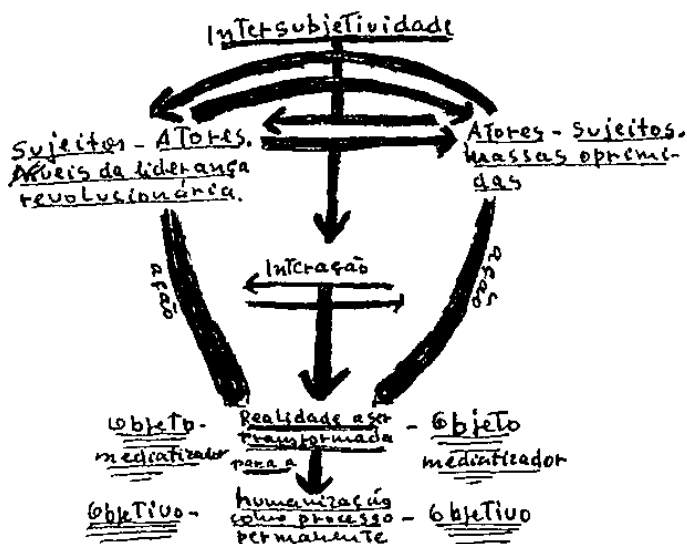 Intersubjetividade
Sujeitos - Atores.
Níveis da liderança
revolusionária.
Atores - sujeitos.
massas oprimi-
das
ação
Interação
ação
Objeto-
mediatizador
Realidade a ser
transformada
- Objeto
mediatizador
para a
Objetivo-
humanização
como processo
permanente
- Objetivo